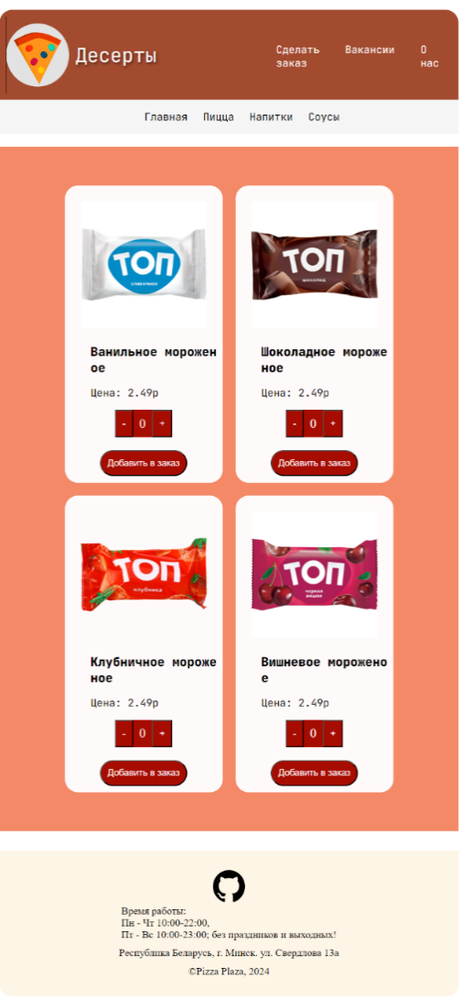 Десерты
Сделать
заказ
Вакансии
О
нас
Главная Пицца Напитки Соусы
ТОП
сливочное
ТОП
шоколад
Ванильное морожен
ое
Шоколадное мороже
ное
Цена: 2.49р
Цена: 2.49р
- 0 +
- 0 +
Добавить в заказ
Добавить в заказ
ТОП
клубника
ТОП
черная
вишня
Клубничное мороже
ное
Вишневое морожено
е
Цена: 2.49р
Цена: 2.49р
- 0 +
- 0 +
Добавить в заказ
Добавить в заказ
Время работы:
Пн - Чт 10:00-22:00,
Пт - Вс 10:00-23:00; без праздников и выходных!
Республика Беларусь, г. Минск. ул. Свердлова 13а
©Pizza Plaza, 2024